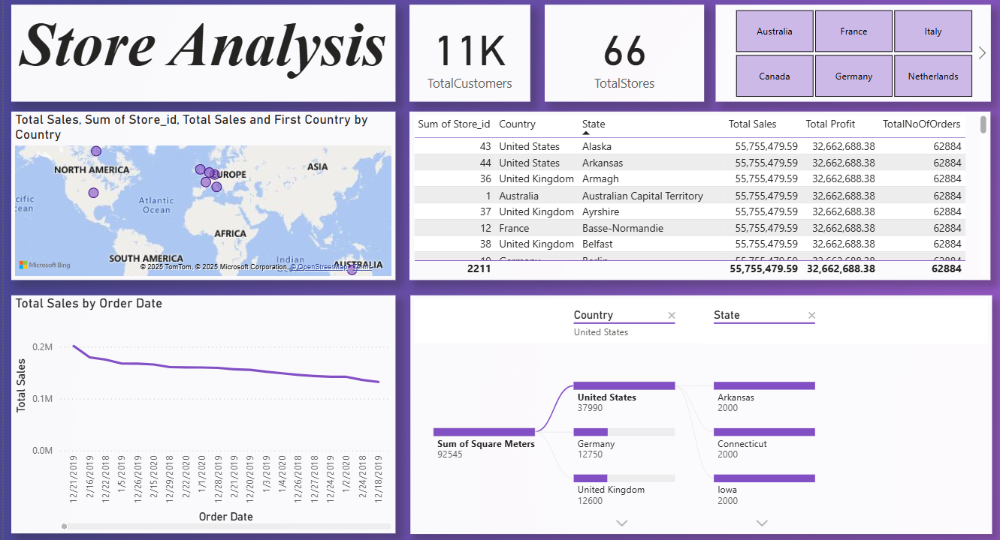 Store Analysis
11K
TotalCustomers
66
TotalStores
Australia
France
Italy
Canada
Germany
Netherlands
Total Sales, Sum of Store_id, Total Sales and First Country by
Country
NORTH AMERICA
EUROPE
ASIA
Atlantic
Ocean
AFRICA
SOUTH AMERICA
Indian
AUSTRALIA
Microsoft Bing
© 2025 TomTom, © 2025 Microsoft Corporation, © OpenStreetMap Terms
Sum of Store_id Country State Total Sales Total Profit TotalNoOfOrders
43 United States Alaska 55,755,479.59 32,662,688.38 62884
44 United States Arkansas 55,755,479.59 32,662,688.38 62884
36 United Kingdom Armagh 55,755,479.59 32,662,688.38 62884
1 Australia Australian Capital Territory 55,755,479.59 32,662,688.38 62884
37 United Kingdom Ayrshire 55,755,479.59 32,662,688.38 62884
12 France Basse-Normandie 55,755,479.59 32,662,688.38 62884
38 United Kingdom Belfast 55,755,479.59 32,662,688.38 62884
2211 55,755,479.59 32,662,688.38 62884
Total Sales by Order Date
Total Sales
0.2M
0.1M
0.0M
12/21/2019
2/16/2019
12/22/2018
1/5/2019
12/26/2019
2/15/2020
12/29/2018
2/22/2020
1/1/2020
12/28/2019
2/21/2019
12/20/2019
1/3/2019
1/4/2020
12/26/2018
12/27/2018
12/24/2019
1/2/2020
2/24/2018
12/18/2019
Order Date
Country
United States
State
Sum of Square Meters
92545
United States
37990
Germany
12750
United Kingdom
12600
Arkansas
2000
Connecticut
2000
Iowa
2000